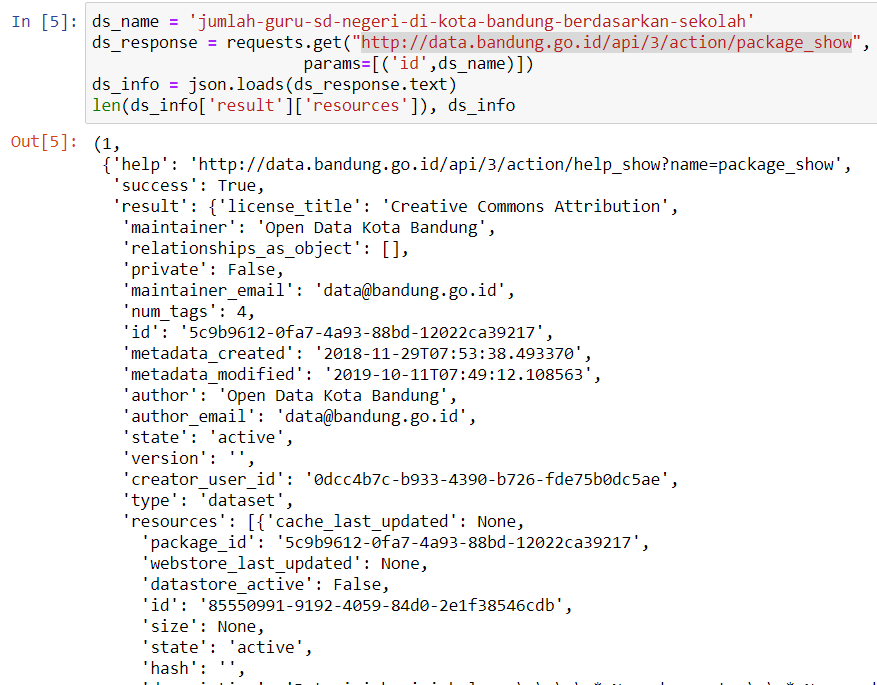 In [5]: ds_name = 'jumlah-guru-sd-negeri-di-kota-bandung-berdasarkan-sekolah'
ds_response = requests.get("http://data.bandung.go.id/api/3/action/package_show",
params=[('id',ds_name)])
ds_info = json.loads(ds_response.text)
len(ds_info['result']['resources']), ds_info
Out[5]: (1,
{'help': 'http://data.bandung.go.id/api/3/action/help_show?name=package_show',
'success': True,
'result': {'license_title': 'Creative Commons Attribution',
'maintainer': 'Open Data Kota Bandung',
'relationships_as_object': [],
'private': False,
'maintainer_email': 'data@bandung.go.id',
'num_tags': 4,
'id': '5c9b9612-0fa7-4a93-88bd-12022ca39217',
'metadata_created': '2018-11-29T07:53:38.493370',
'metadata_modified': '2019-10-11T07:49:12.108563',
'author': 'Open Data Kota Bandung',
'author_email': 'data@bandung.go.id',
'state': 'active',
'version': '',
'creator_user_id': '0dcc4b7c-b933-4390-b726-fde75b0dc5ae',
'type': 'dataset',
'resources': [{'cache_last_updated': None,
'package_id': '5c9b9612-0fa7-4a93-88bd-12022ca39217',
'webstore_last_updated': None,
'datastore_active': False,
'id': '85550991-9192-4059-84d0-2e1f38546cdb',
'size': None,
'state': 'active',
'hash': '',